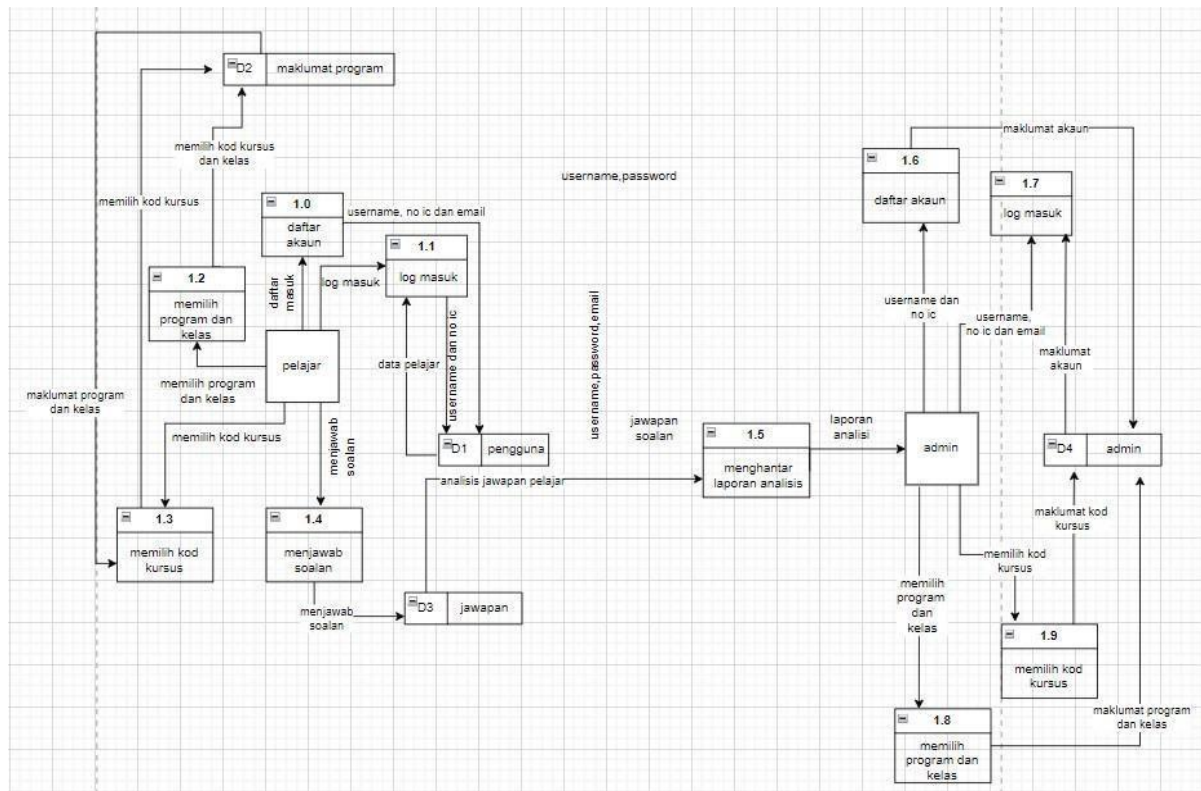 D2
maklumat program
maklumat akaun
memilih kod kursus
dan kelas
1.6
daftar akaun
username,password
1.7
log masuk
memilih kod kursus
1.0
daftar
akaun
username, no ic dan email
1.1
log masuk
1.2
memilih
program dan
kelas
daftar
masuk
log masuk
username dan
no ic
username,
no ic dan email
username,password,email
pelajar
data pelajar
username dan no ic
maklumat
akaun
memilih program
dan kelas
maklumat program
dan kelas
memilih kod kursus
menjawab
soalan
jawapan
soalan
1.5
menghantar
laporan analisis
laporan
analisi
admin
D1
pengguna
D4
admin
analisis jawapan pelajar
1.3
memilih kod
kursus
1.4
menjawab
soalan
maklumat kod
kursus
memilih kod
kursus
memilih
program
dan
kelas
menjawab
soalan
D3
jawapan
1.9
memilih kod
kursus
1.8
memilih
program dan
kelas
maklumat program
dan kelas